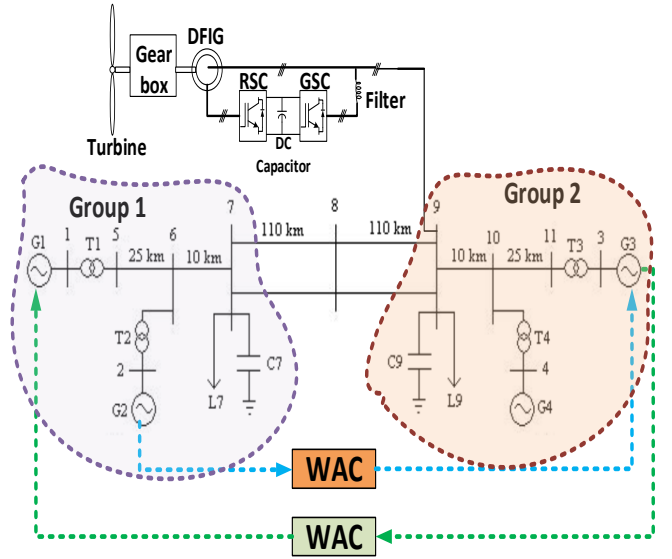 DFIG
Gear
box
RSC
GSC
Filter
DC
Capacitor
Turbine
Group 1
Group 2
7
8
9
110 km
110 km
G1
1
T1
5
25 km
6
10 km
10 km
10
25 km
11
T3
3
G3
T2
2
G2
L7
C7
C9
L9
T4
4
G4
WAC
WAC